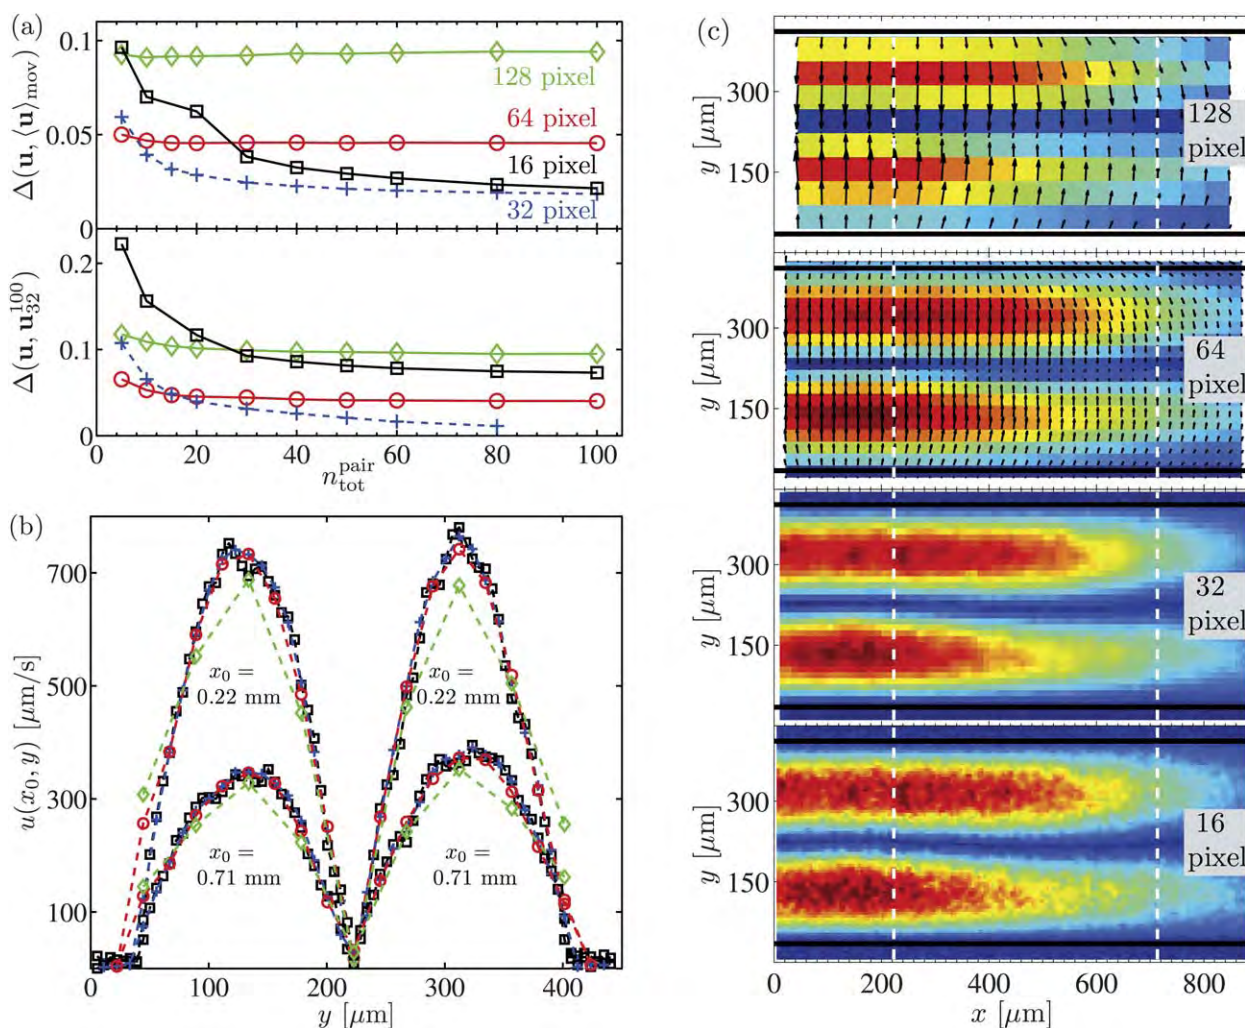 (a)
0.1
0.05
0
Δ(u, ⟨u⟩mov)
128 pixel
64 pixel
16 pixel
32 pixel
0.2
0.1
0
Δ(u, u₃₂¹⁰⁰)
0 20 40 60 80 100
n_tot^pair
(b)
700
500
300
100
u(x₀, y) [μm/s]
x₀ =
0.22 mm
x₀ =
0.22 mm
x₀ =
0.71 mm
x₀ =
0.71 mm
0 100 200 300 400
y [μm]
(c)
300
150
y [μm]
128
pixel
300
150
y [μm]
64
pixel
300
150
y [μm]
32
pixel
300
150
y [μm]
16
pixel
0 200 400 600 800
x [μm]